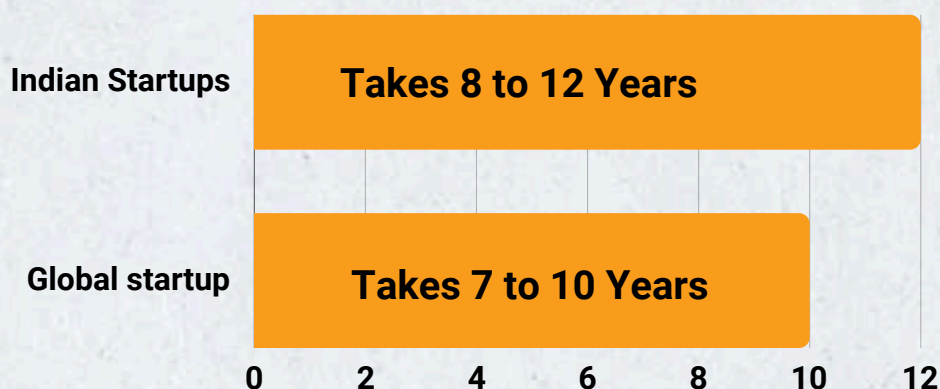 Indian Startups
Takes 8 to 12 Years
Global startup
Takes 7 to 10 Years
0 2 4 6 8 10 12